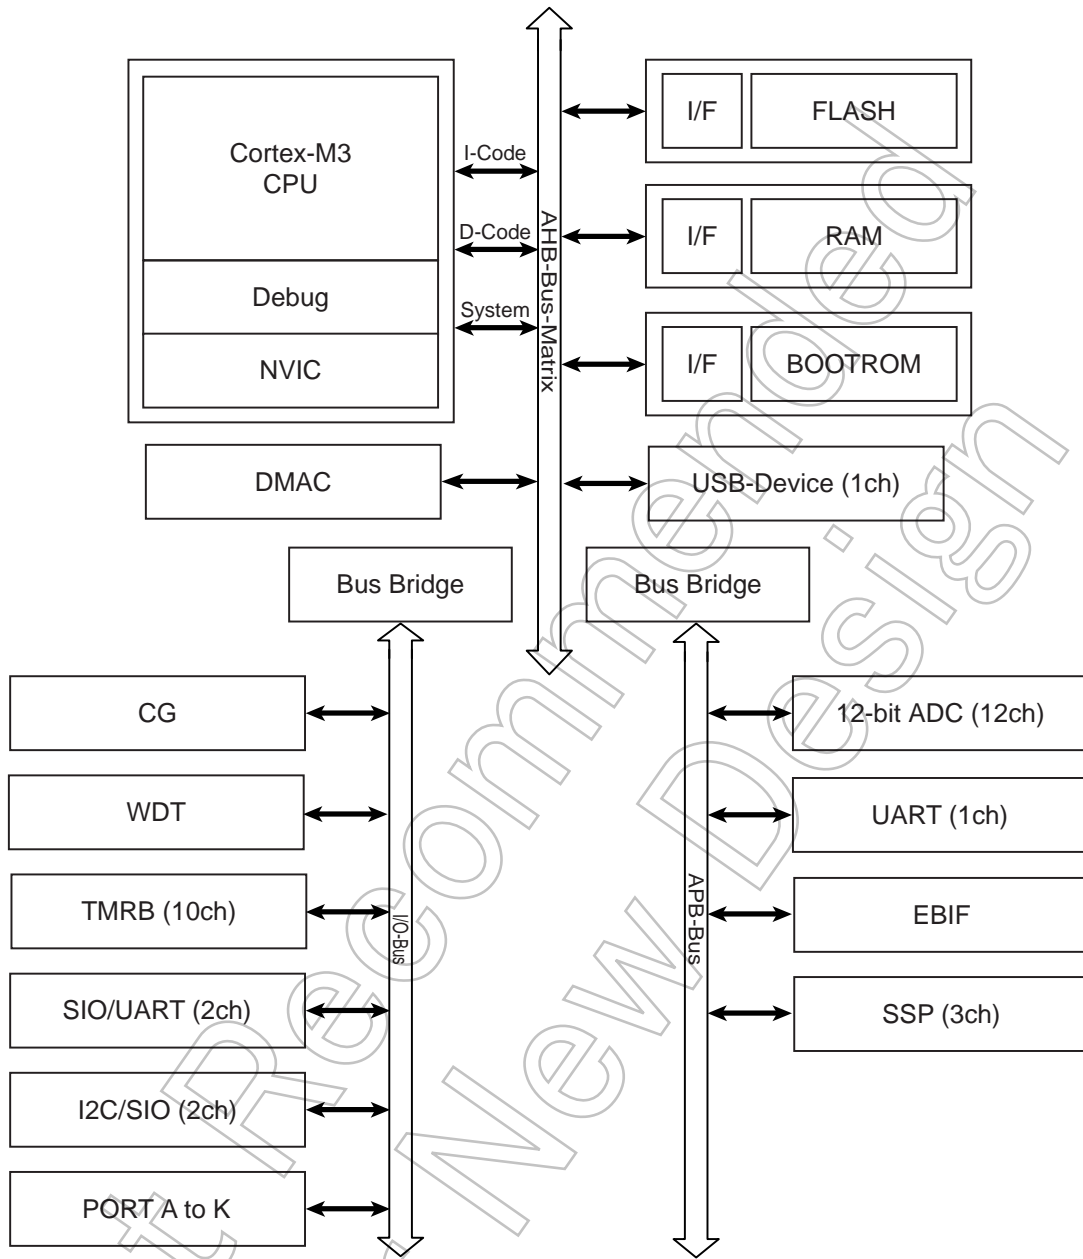 Cortex-M3
CPU
Debug
NVIC
I-Code
D-Code
System
AHB-Bus-Matrix
I/F
FLASH
I/F
RAM
I/F
BOOTROM
DMAC
USB-Device (1ch)
Bus Bridge
Bus Bridge
CG
WDT
TMRB (10ch)
SIO/UART (2ch)
I2C/SIO (2ch)
PORT A to K
I/O-Bus
APB-Bus
12-bit ADC (12ch)
UART (1ch)
EBIF
SSP (3ch)
t Recommended
r New Design